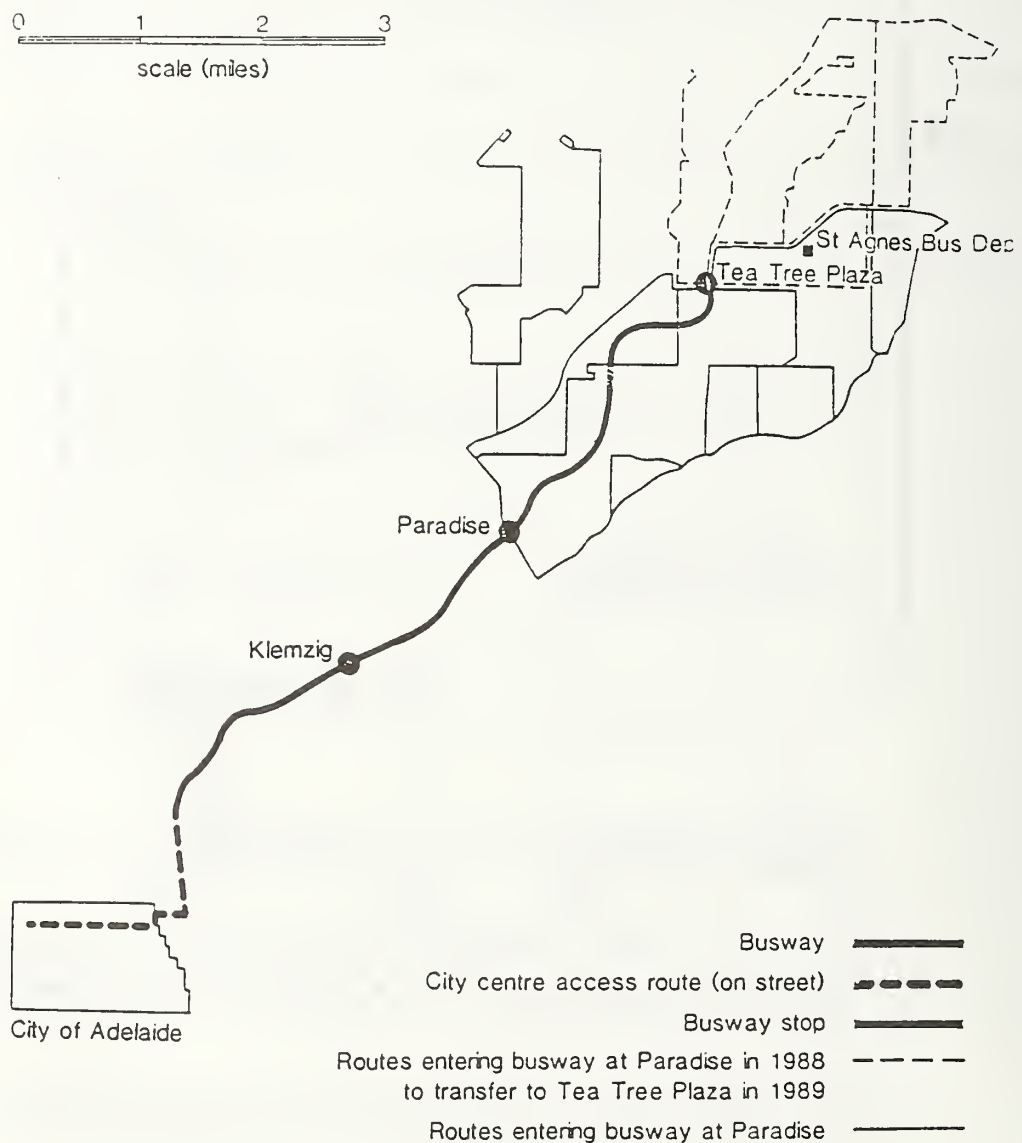 0 1 2 3
scale (miles)
St Agnes Bus Dep
Tea Tree Plaza
Paradise
Klemzig
City of Adelaide
Busway
City centre access route (on street)
Busway stop
Routes entering busway at Paradise in 1988
to transfer to Tea Tree Plaza in 1989
Routes entering busway at Paradise